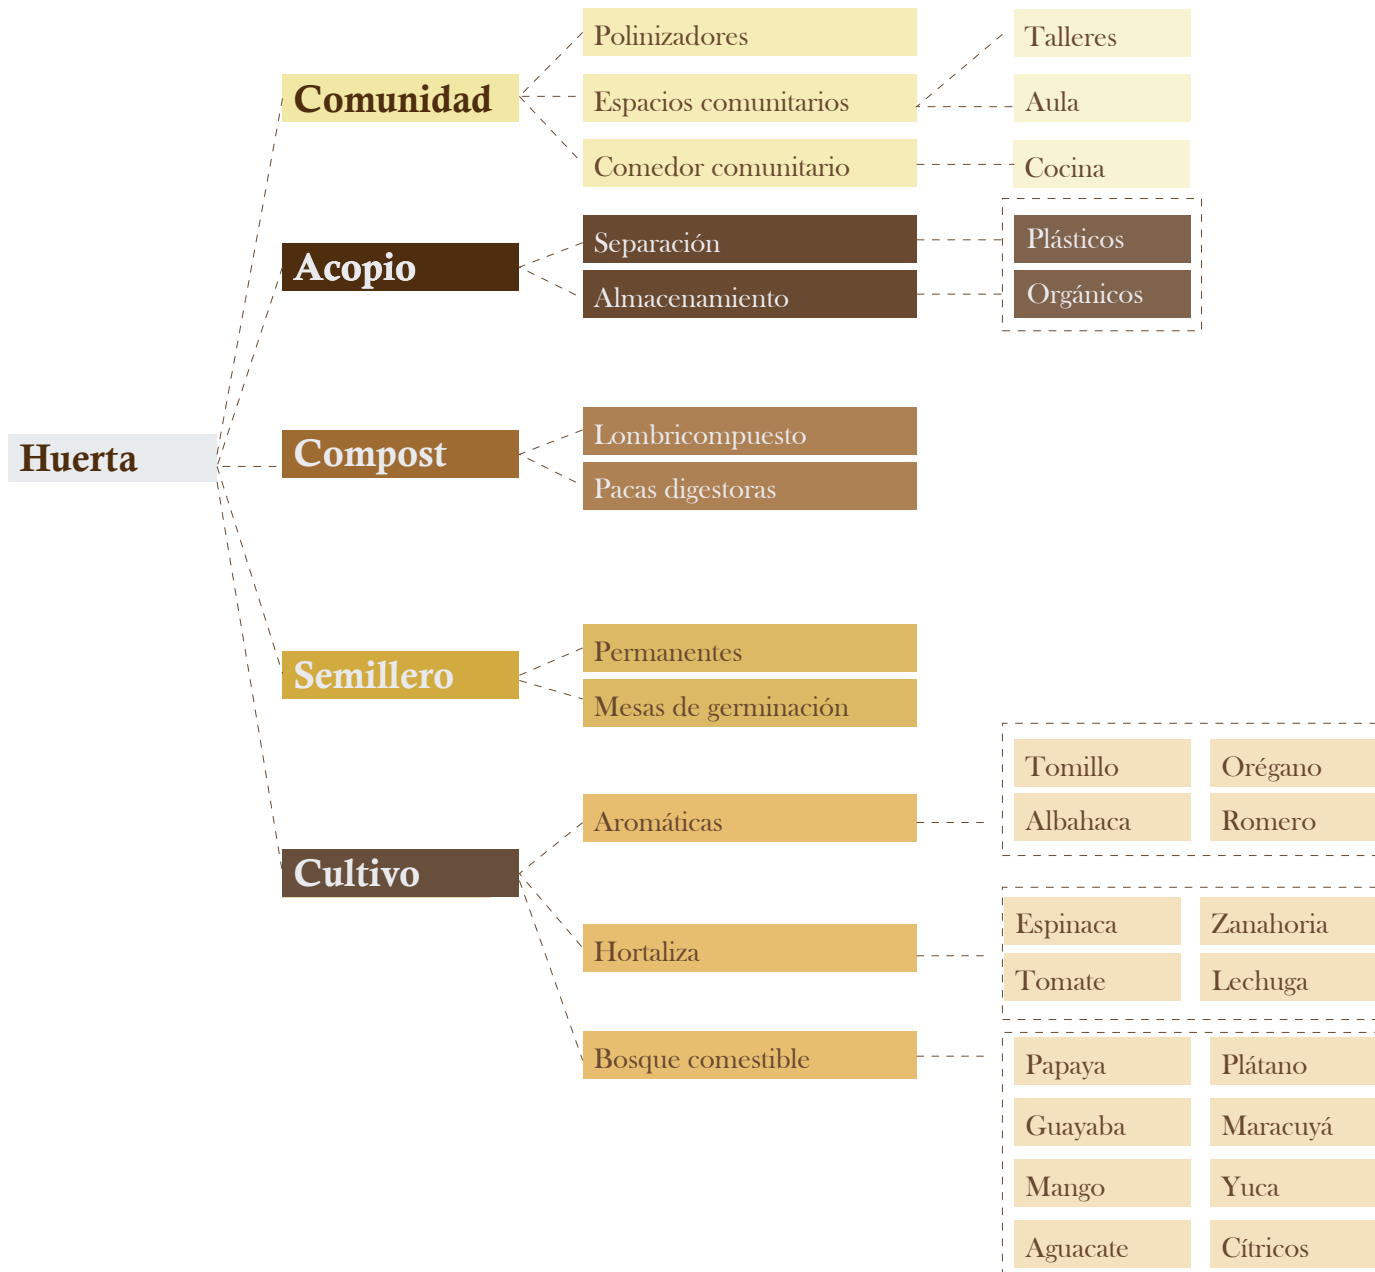 Huerta
Comunidad
Polinizadores
Espacios comunitarios
Talleres
Aula
Comedor comunitario
Cocina
Acopio
Separación
Almacenamiento
Plásticos
Orgánicos
Compost
Lombricompuesto
Pacas digestoras
Semillero
Permanentes
Mesas de germinación
Cultivo
Aromáticas
Tomillo
Orégano
Albahaca
Romero
Hortaliza
Espinaca
Zanahoria
Tomate
Lechuga
Bosque comestible
Papaya
Plátano
Guayaba
Maracuyá
Mango
Yuca
Aguacate
Cítricos